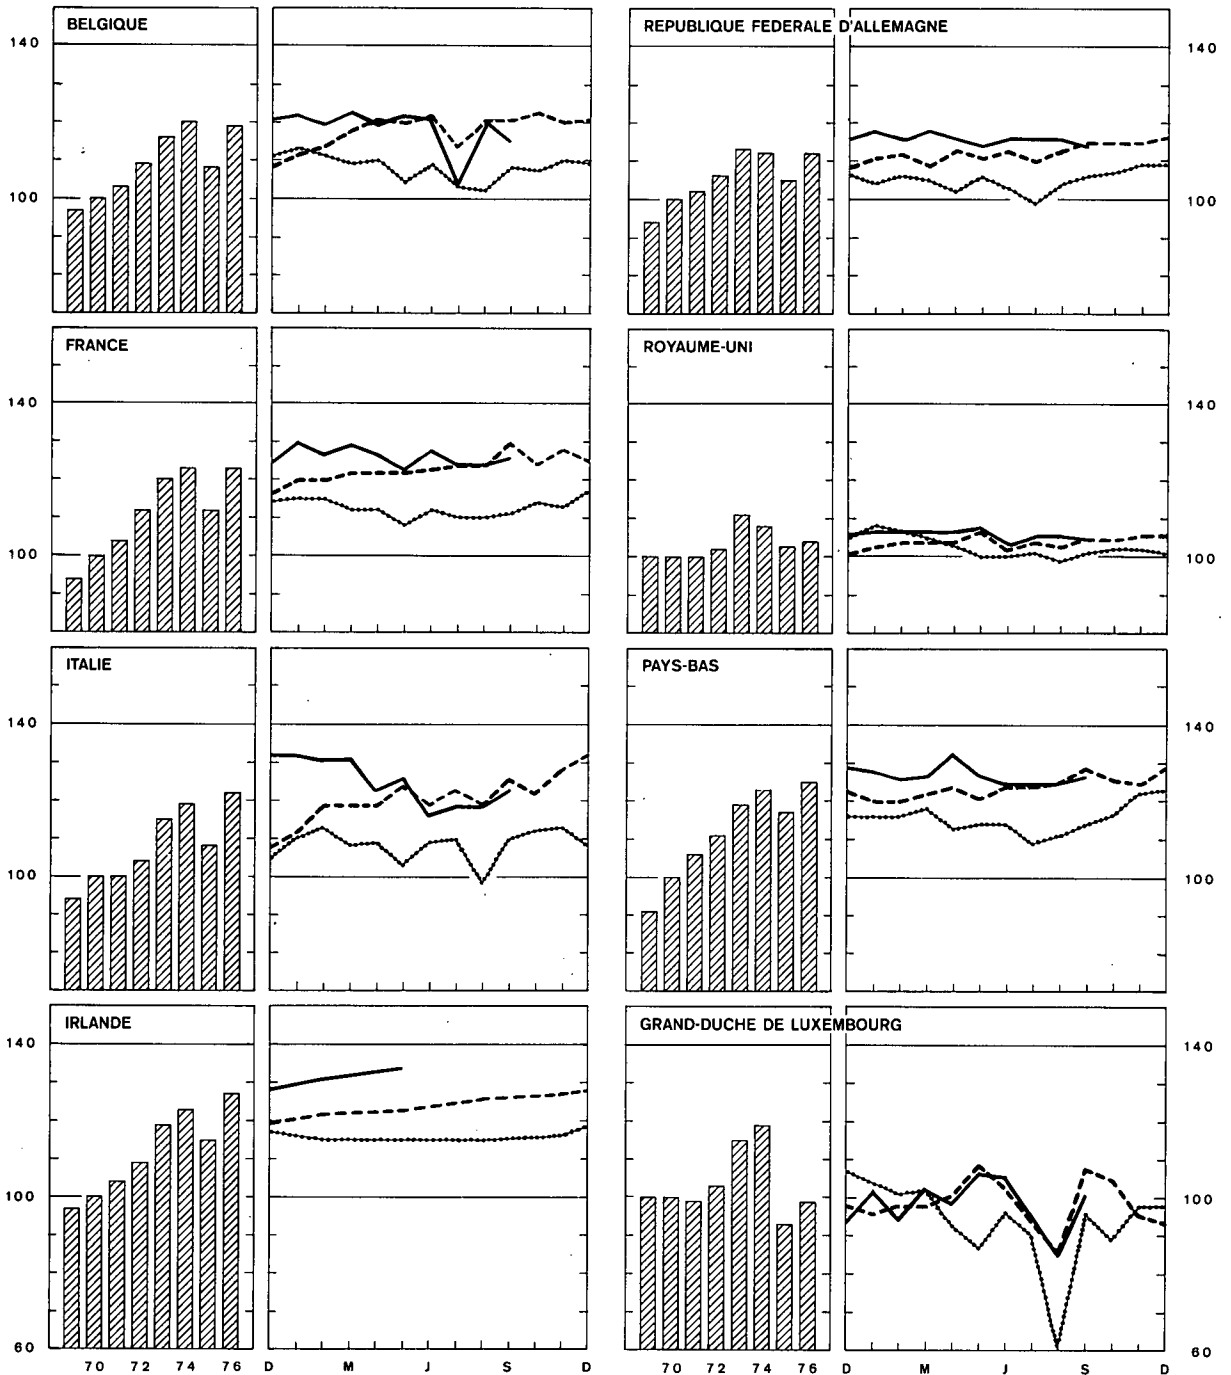 BELGIQUE
REPUBLIQUE FEDERALE D'ALLEMAGNE
140
140
100
100
FRANCE
ROYAUME-UNI
140
140
100
100
ITALIE
PAYS-BAS
140
140
100
100
IRLANDE
GRAND-DUCHE DE LUXEMBOURG
140
140
100
100
60
60
70 72 74 76 D M J S D 70 72 74 76 D M J S D